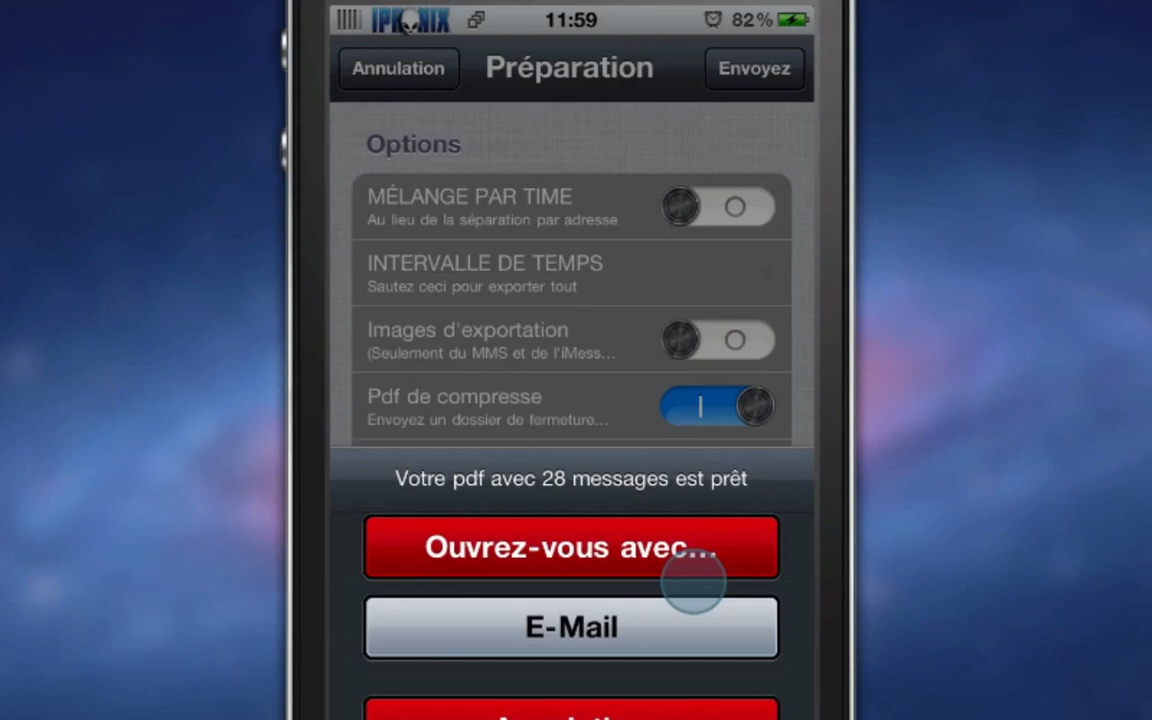 IPHONIX 11:59 82%
Annulation Préparation Envoyez
Options
MÉLANGE PAR TIME
Au lieu de la séparation par adresse
INTERVALLE DE TEMPS
Sautez ceci pour exporter tout
Images d'exportation
(Seulement du MMS et de l'iMess...
Pdf de compresse
Envoyez un dossier de fermeture...
Votre pdf avec 28 messages est prêt
Ouvrez-vous avec...
E-Mail